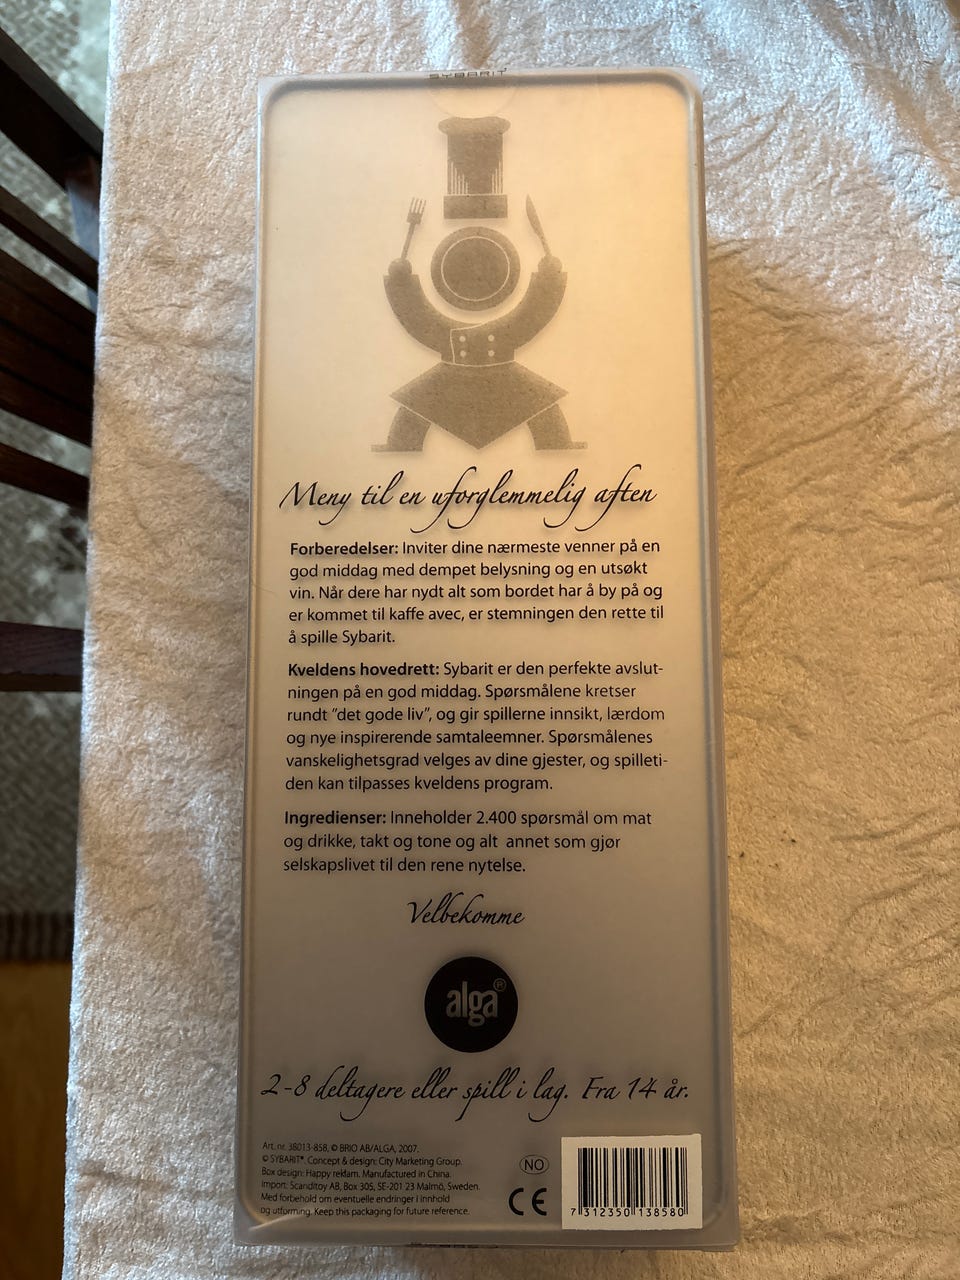 SYBARIT
Meny til en uforglemmelig aften
Forberedelser: Inviter dine nærmeste venner på en
god middag med dempet belysning og en utsøkt
vin. Når dere har nydt alt som bordet har å by på og
er kommet til kaffe avec, er stemningen den rette til
å spille Sybarit.
Kveldens hovedrett: Sybarit er den perfekte avslut-
ningen på en god middag. Spørsmålene kretser
rundt "det gode liv", og gir spillerne innsikt, lærdom
og nye inspirerende samtaleemner. Spørsmålenes
vanskelighetsgrad velges av dine gjester, og spilleti-
den kan tilpasses kveldens program.
Ingredienser: Inneholder 2.400 spørsmål om mat
og drikke, takt og tone og alt annet som gjør
selskapslivet til den rene nytelse.
Velbekomme
alga®
2-8 deltagere eller spill i lag. Fra 14 år.
Art. nr. 38013-858, © BRIO AB/ALGA, 2007.
© SYBARIT®. Concept & design: City Marketing Group.
Box design: Happy reklam. Manufactured in China.
Import: Scanditoy AB, Box 305, SE-201 23 Malmö, Sweden.
Med forbehold om eventuelle endringer i innhold
og utforming. Keep this packaging for future reference.
NO
CE
7 312350 138580